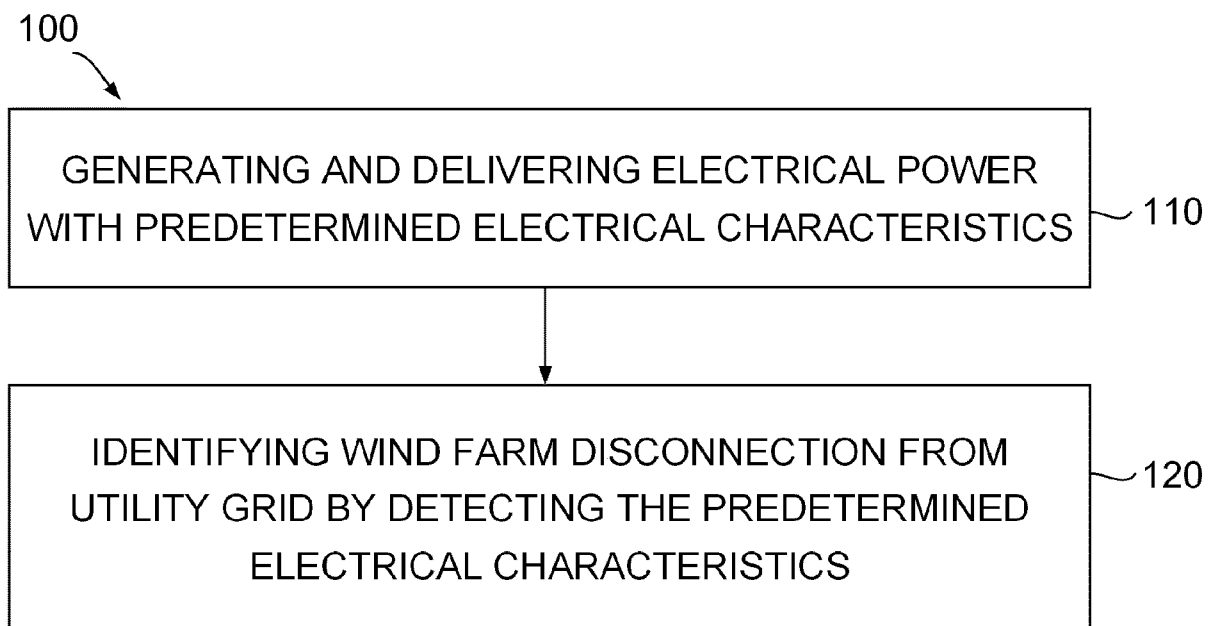 100
GENERATING AND DELIVERING ELECTRICAL POWER
WITH PREDETERMINED ELECTRICAL CHARACTERISTICS
110
IDENTIFYING WIND FARM DISCONNECTION FROM
UTILITY GRID BY DETECTING THE PREDETERMINED
ELECTRICAL CHARACTERISTICS
120